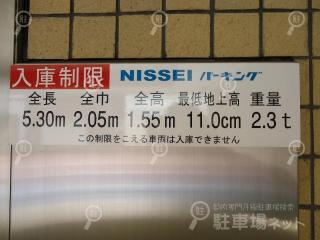 入庫制限 NISSEI パーキング
全長 全巾 全高 最低地上高 重量
5.30m 2.05m 1.55m 11.0cm 2.3t
この制限をこえる車両は入庫できません
駐車場ネット